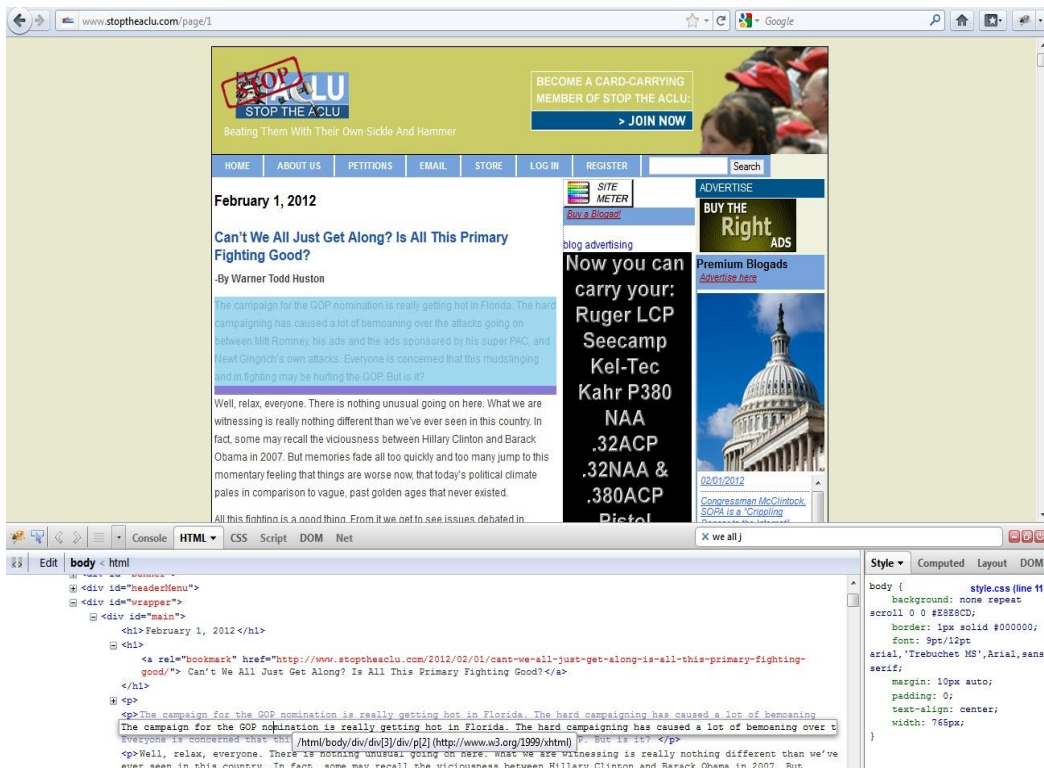 www.stoptheaclu.com/page/1
Google
STOP
ACLU
STOP THE ACLU
Beating Them With Their Own Sickle And Hammer
BECOME A CARD-CARRYING
MEMBER OF STOP THE ACLU:
> JOIN NOW
HOME ABOUT US PETITIONS EMAIL STORE LOG IN REGISTER Search
February 1, 2012
Can't We All Just Get Along? Is All This Primary
Fighting Good?
-By Warner Todd Huston
The campaign for the GOP nomination is really getting hot in Florida. The hard
campaigning has caused a lot of bemoaning over the attacks going on
between Mitt Romney, his ads and the ads sponsored by his super PAC, and
Newt Gingrich's own attacks. Everyone is concerned that this mudslinging
and in fighting may be hurting the GOP. But is it?
Well, relax, everyone. There is nothing unusual going on here. What we are
witnessing is really nothing different than we've ever seen in this country. In
fact, some may recall the viciousness between Hillary Clinton and Barack
Obama in 2007. But memories fade all too quickly and too many jump to this
momentary feeling that things are worse now, that today's political climate
pales in comparison to vague, past golden ages that never existed.
All this fighting is a good thing. From it we get to see issues debated in
SITE
METER
Buy a Blogad!
blog advertising
Now you can
carry your:
Ruger LCP
Seecamp
Kel-Tec
Kahr P380
NAA
.32ACP
.32NAA &
.380ACP
Pistol
ADVERTISE
BUY THE
Right
ADS
Premium Blogads
Advertise here
02/01/2012
Congressman McClintock,
SOPA is a "Crippling
Console HTML CSS Script DOM Net
we all j
Edit body < html
<div id="banner">
<div id="headerMenu">
<div id="wrapper">
<div id="main">
<h1>February 1, 2012</h1>
<h1>
<a rel="bookmark" href="http://www.stoptheaclu.com/2012/02/01/cant-we-all-just-get-along-is-all-this-primary-fighting-
good/"> Can't We All Just Get Along? Is All This Primary Fighting Good?</a>
</h1>
<p>
<p>The campaign for the GOP nomination is really getting hot in Florida. The hard campaigning has caused a lot of bemoaning
The campaign for the GOP nomination is really getting hot in Florida. The hard campaigning has caused a lot of bemoaning over t
Everyone is concerned that thi
P. But is it? </p>
/html/body/div/div[3]/div/p[2] (http://www.w3.org/1999/xhtml)
<p>Well, relax, everyone. There is nothing unusual going on here. What we are witnessing is really nothing different than we've
ever seen in this country. In fact, some may recall the viciousness between Hillary Clinton and Barack Obama in 2007. But
Style Computed Layout DOM
body { style.css (line 11
background: none repeat
scroll 0 0 #E8E8CD;
border: 1px solid #000000;
font: 9pt/12pt
arial,'Trebuchet MS',Arial,sans
serif;
margin: 10px auto;
padding: 0;
text-align: center;
width: 765px;
}